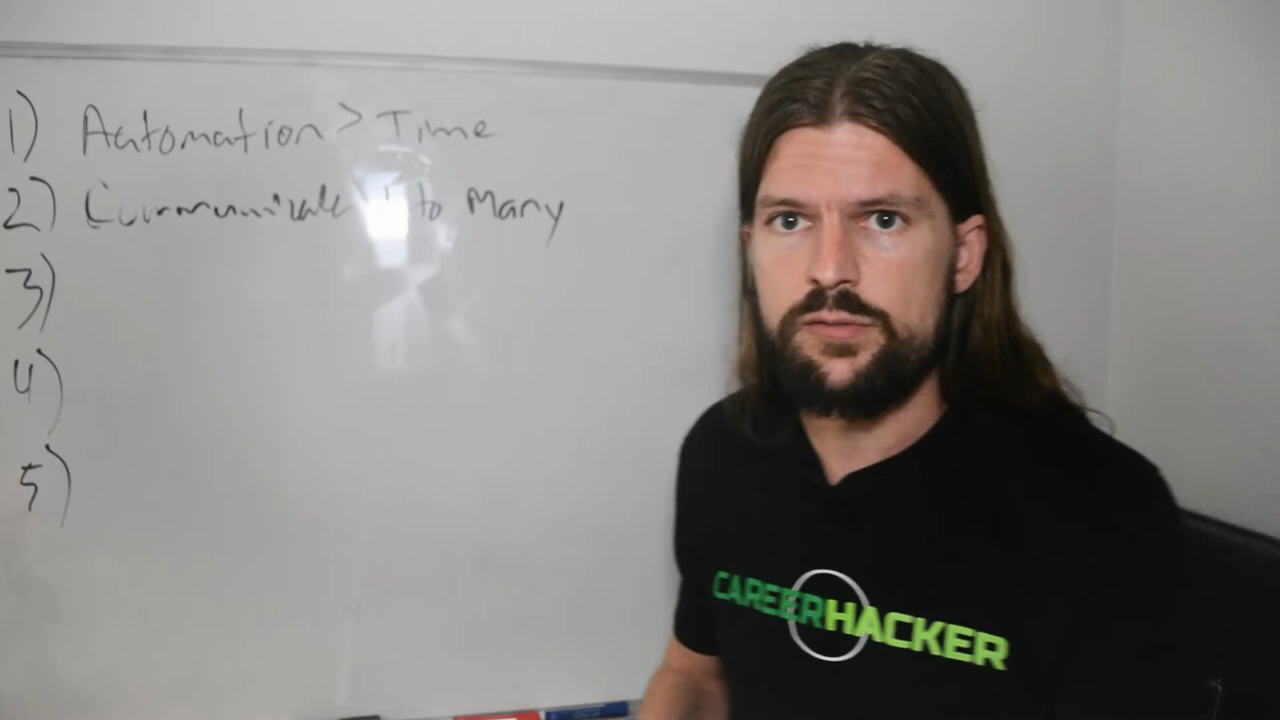 1) Automation > Time
2) Communicate to Many
3)
4)
5)
CAREERHACKER